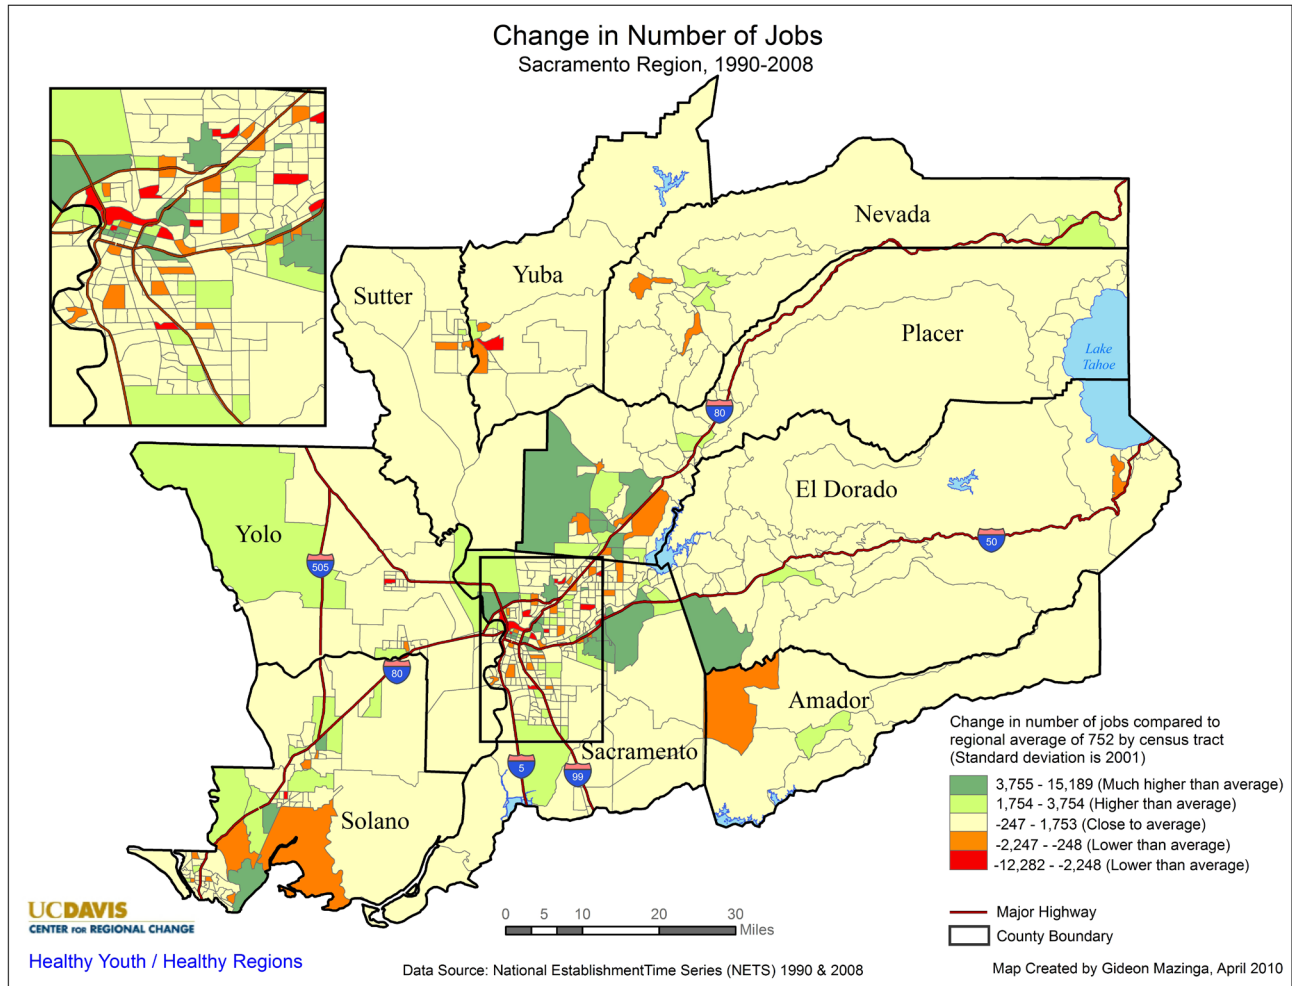 Change in Number of Jobs
Sacramento Region, 1990-2008
Nevada
Yuba
Sutter
Placer
Lake
Tahoe
80
El Dorado
Yolo
50
505
80
Amador
Sacramento
5
99
Solano
Change in number of jobs compared to
regional average of 752 by census tract
(Standard deviation is 2001)
3,755 - 15,189 (Much higher than average)
1,754 - 3,754 (Higher than average)
-247 - 1,753 (Close to average)
-2,247 - -248 (Lower than average)
-12,282 - -2,248 (Lower than average)
Major Highway
County Boundary
0 5 10 20 30
Miles
UCDAVIS
CENTER FOR REGIONAL CHANGE
Healthy Youth / Healthy Regions
Data Source: National EstablishmentTime Series (NETS) 1990 & 2008
Map Created by Gideon Mazinga, April 2010